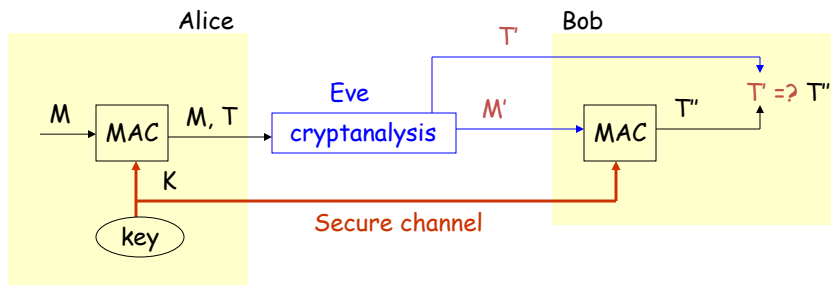 Alice
Bob
T'
Eve
M
MAC
M, T
cryptanalysis
M'
MAC
T''
T' =? T''
K
key
Secure channel